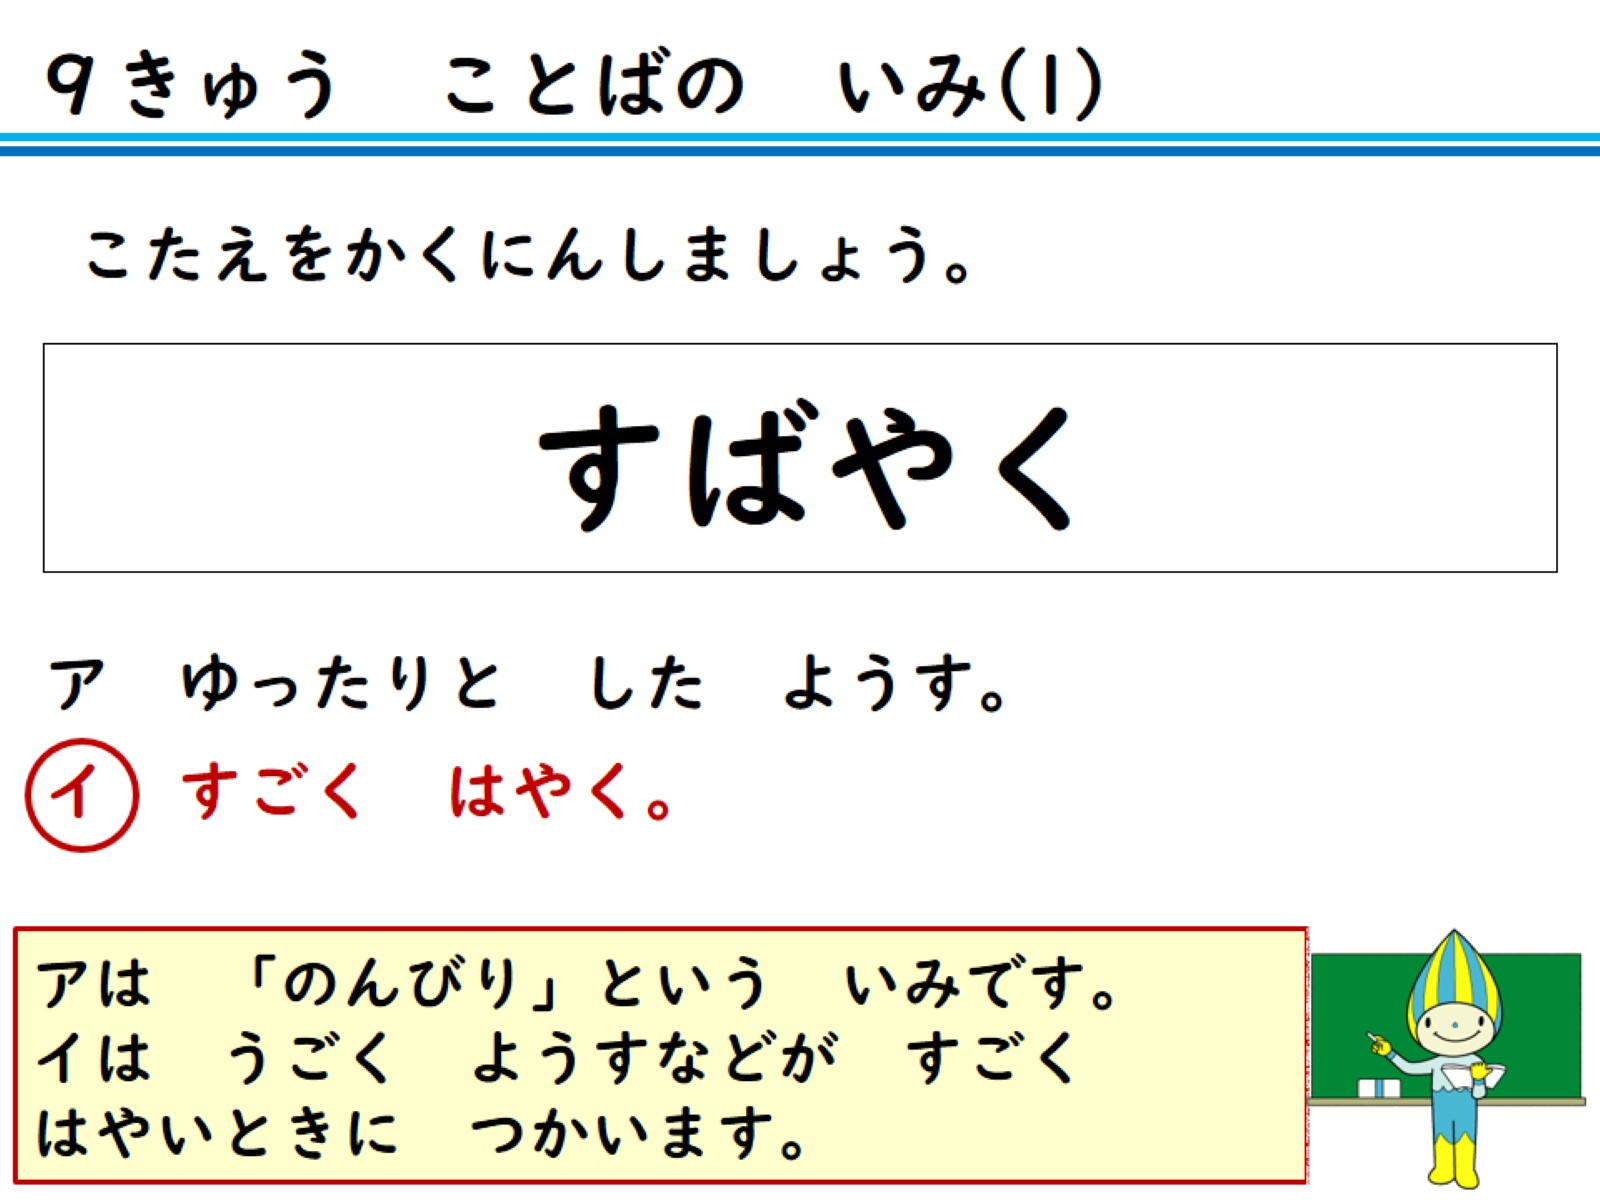 9きゅう　ことばの　いみ(1)
こたえをかくにんしましょう。
すばやく
ア　ゆったりと　した　ようす。
イ　すごく　はやく。
アは　「のんびり」という　いみです。
イは　うごく　ようすなどが　すごく
はやいときに　つかいます。